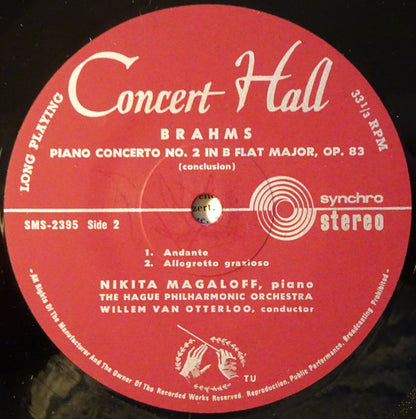 Concert Hall
LONG PLAYING
33 1/3 RPM
BRAHMS
PIANO CONCERTO NO. 2 IN B FLAT MAJOR, OP. 83
(conclusion)
synchro
stereo
SMS-2395 Side 2
1. Andante
2. Allegretto grazioso
NIKITA MAGALOFF, piano
THE HAGUE PHILHARMONIC ORCHESTRA
WILLEM VAN OTTERLOO, conductor
TU
- All Rights Of The Manufacturer And The Owner Of The Recorded Works Reserved. Reproduction, Public Performance, Broadcasting Prohibited -